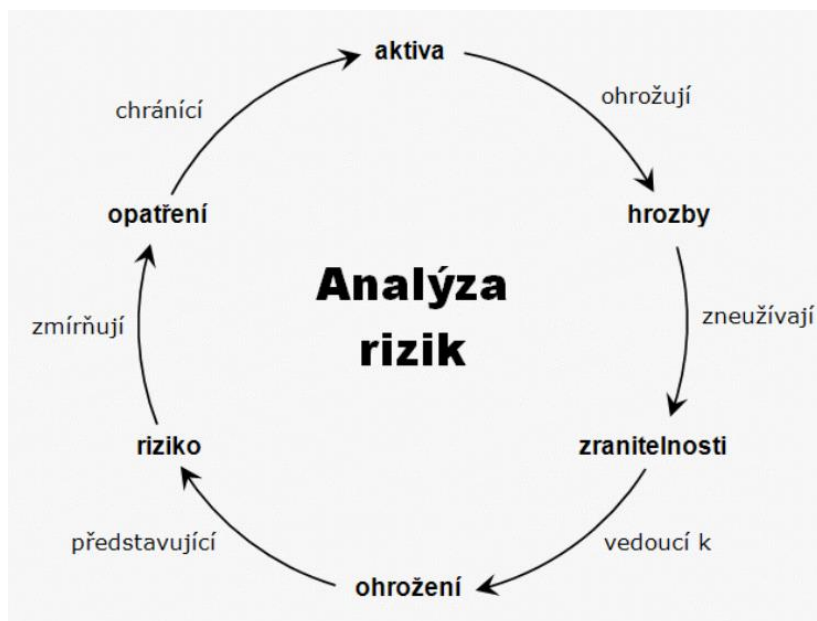 aktiva
ohrožují
hrozby
zneužívají
zranitelnosti
vedoucí k
ohrožení
představující
riziko
zmírňují
opatření
chránící
Analýza
rizik